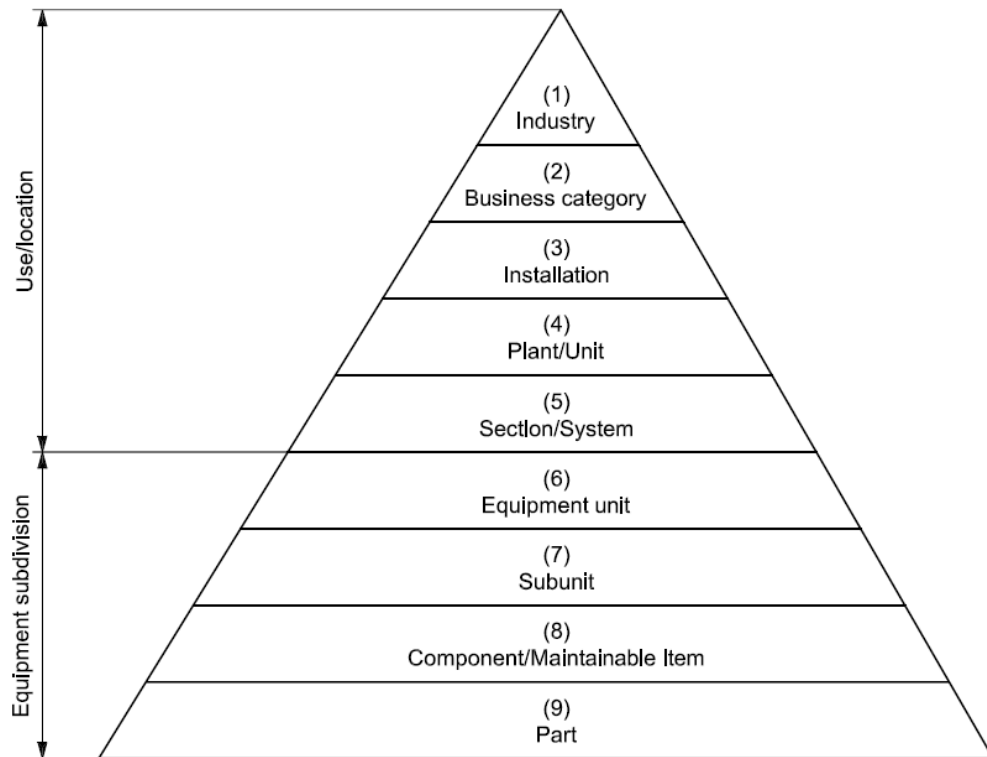 (1)
Industry
(2)
Business category
(3)
Installation
(4)
Plant/Unit
(5)
Section/System
(6)
Equipment unit
(7)
Subunit
(8)
Component/Maintainable Item
(9)
Part
Use/location
Equipment subdivision